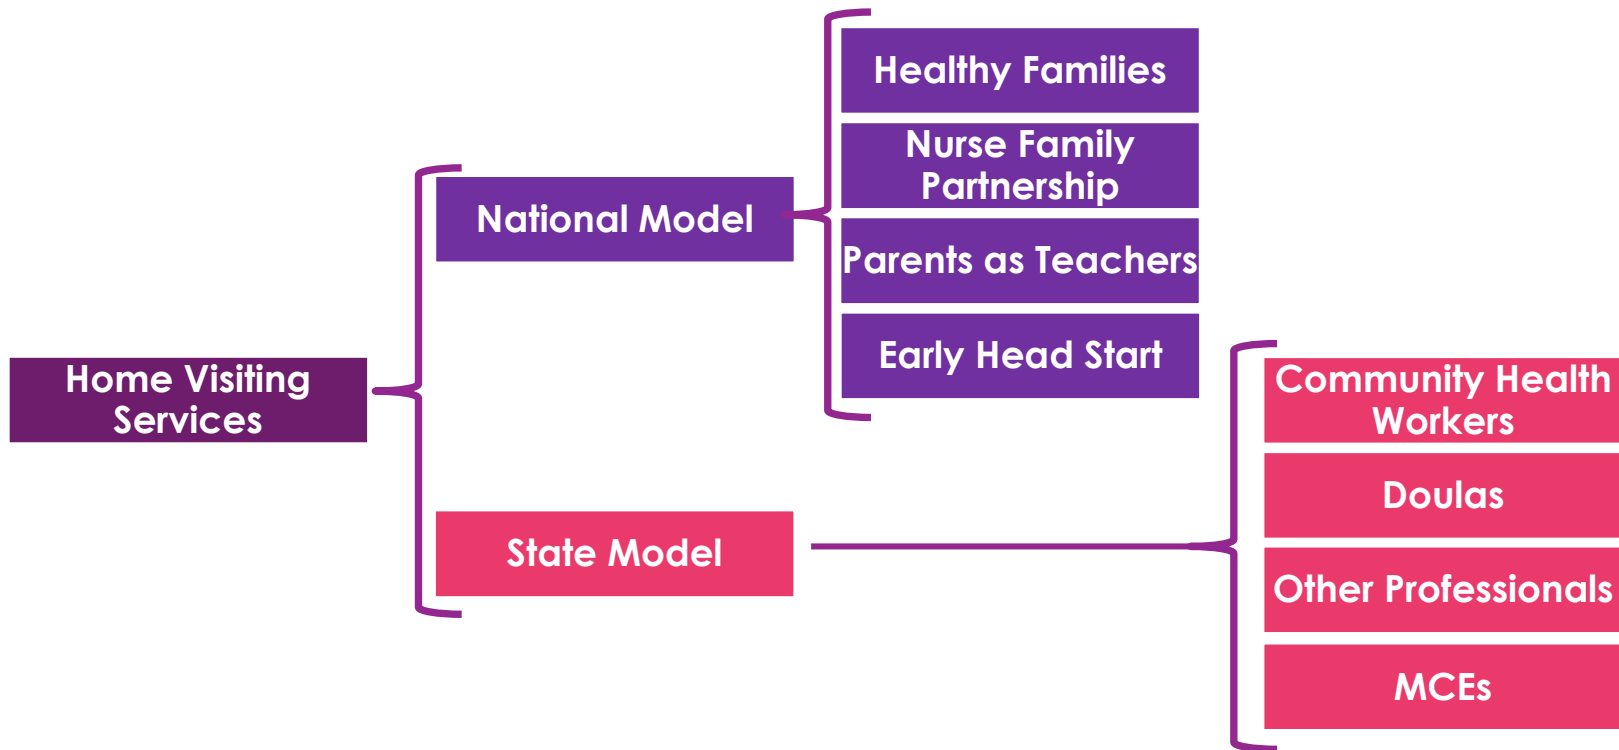 Home Visiting
Services
National Model
State Model
Healthy Families
Nurse Family
Partnership
Parents as Teachers
Early Head Start
Community Health
Workers
Doulas
Other Professionals
MCEs